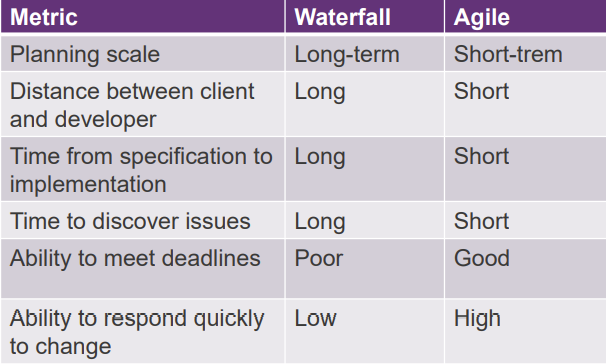 Metric Waterfall Agile
Planning scale Long-term Short-trem
Distance between client Long Short
and developer
Time from specification to Long Short
implementation
Time to discover issues Long Short
Ability to meet deadlines Poor Good
Ability to respond quickly Low High
to change